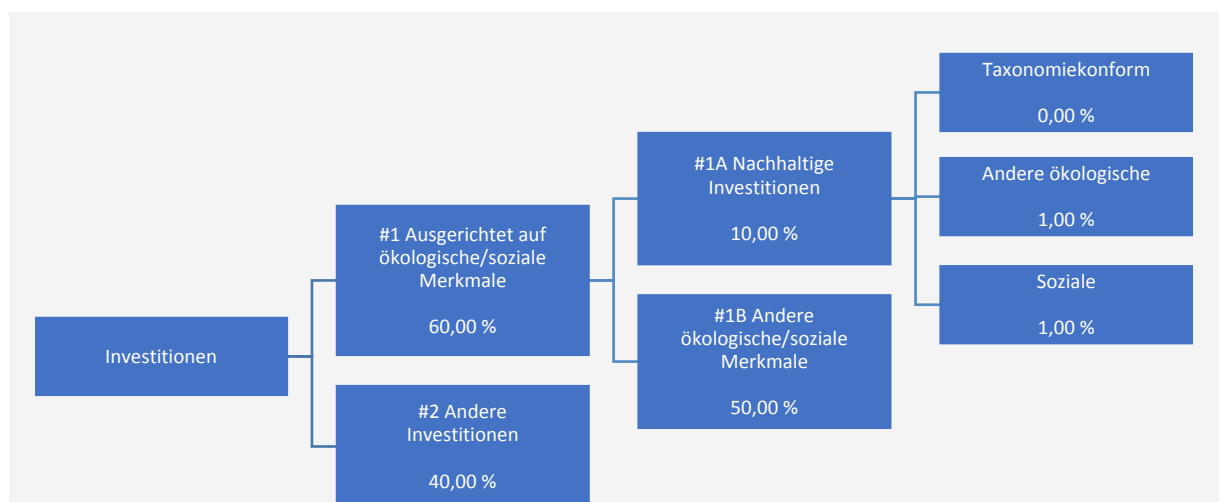 Investitionen
#1 Ausgerichtet auf
ökologische/soziale
Merkmale
60,00 %
#2 Andere
Investitionen
40,00 %
#1A Nachhaltige
Investitionen
10,00 %
#1B Andere
ökologische/soziale
Merkmale
50,00 %
Taxonomiekonform
0,00 %
Andere ökologische
1,00 %
Soziale
1,00 %